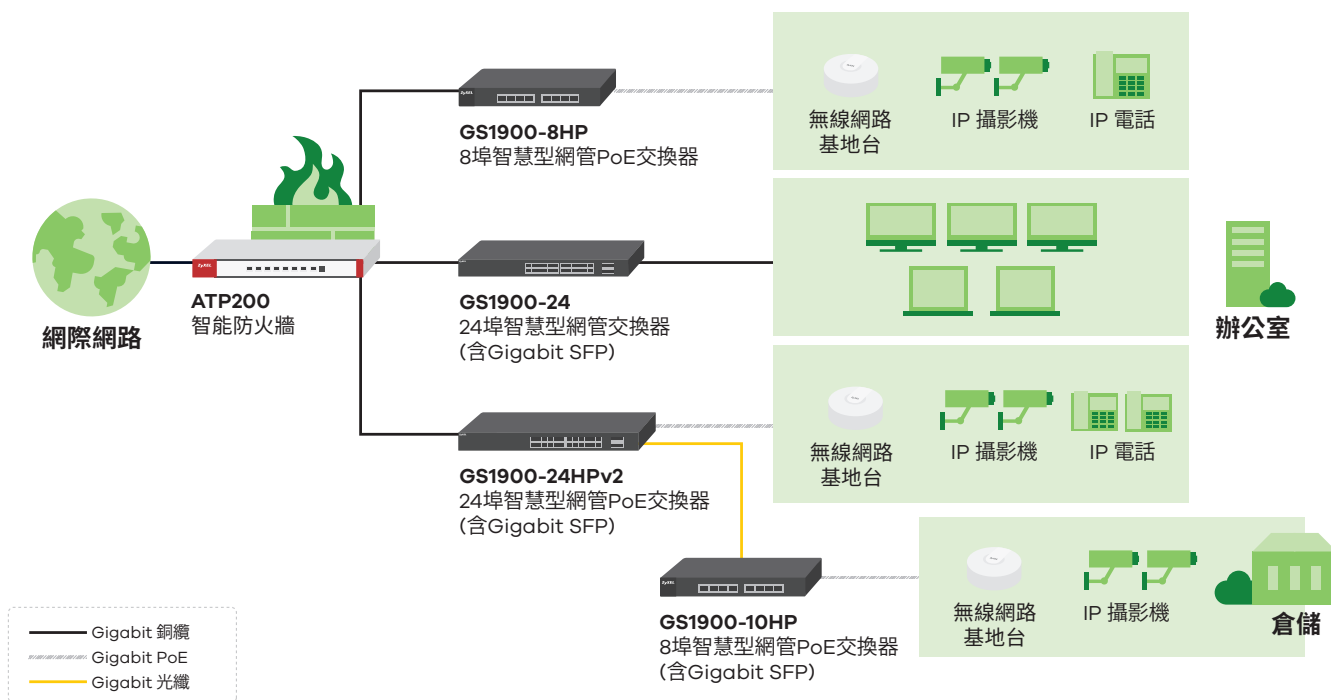 無線網路
基地台
IP 攝影機
IP 電話
GS1900-8HP
8埠智慧型網管PoE交換器
ZyXEL
網際網路
ZyXEL
ATP200
智能防火牆
GS1900-24
24埠智慧型網管交換器
(含Gigabit SFP)
辦公室
無線網路
基地台
IP 攝影機
IP 電話
GS1900-24HPv2
24埠智慧型網管PoE交換器
(含Gigabit SFP)
ZyXEL
無線網路
基地台
IP 攝影機
倉儲
GS1900-10HP
8埠智慧型網管PoE交換器
(含Gigabit SFP)
Gigabit 銅纜
Gigabit PoE
Gigabit 光纖